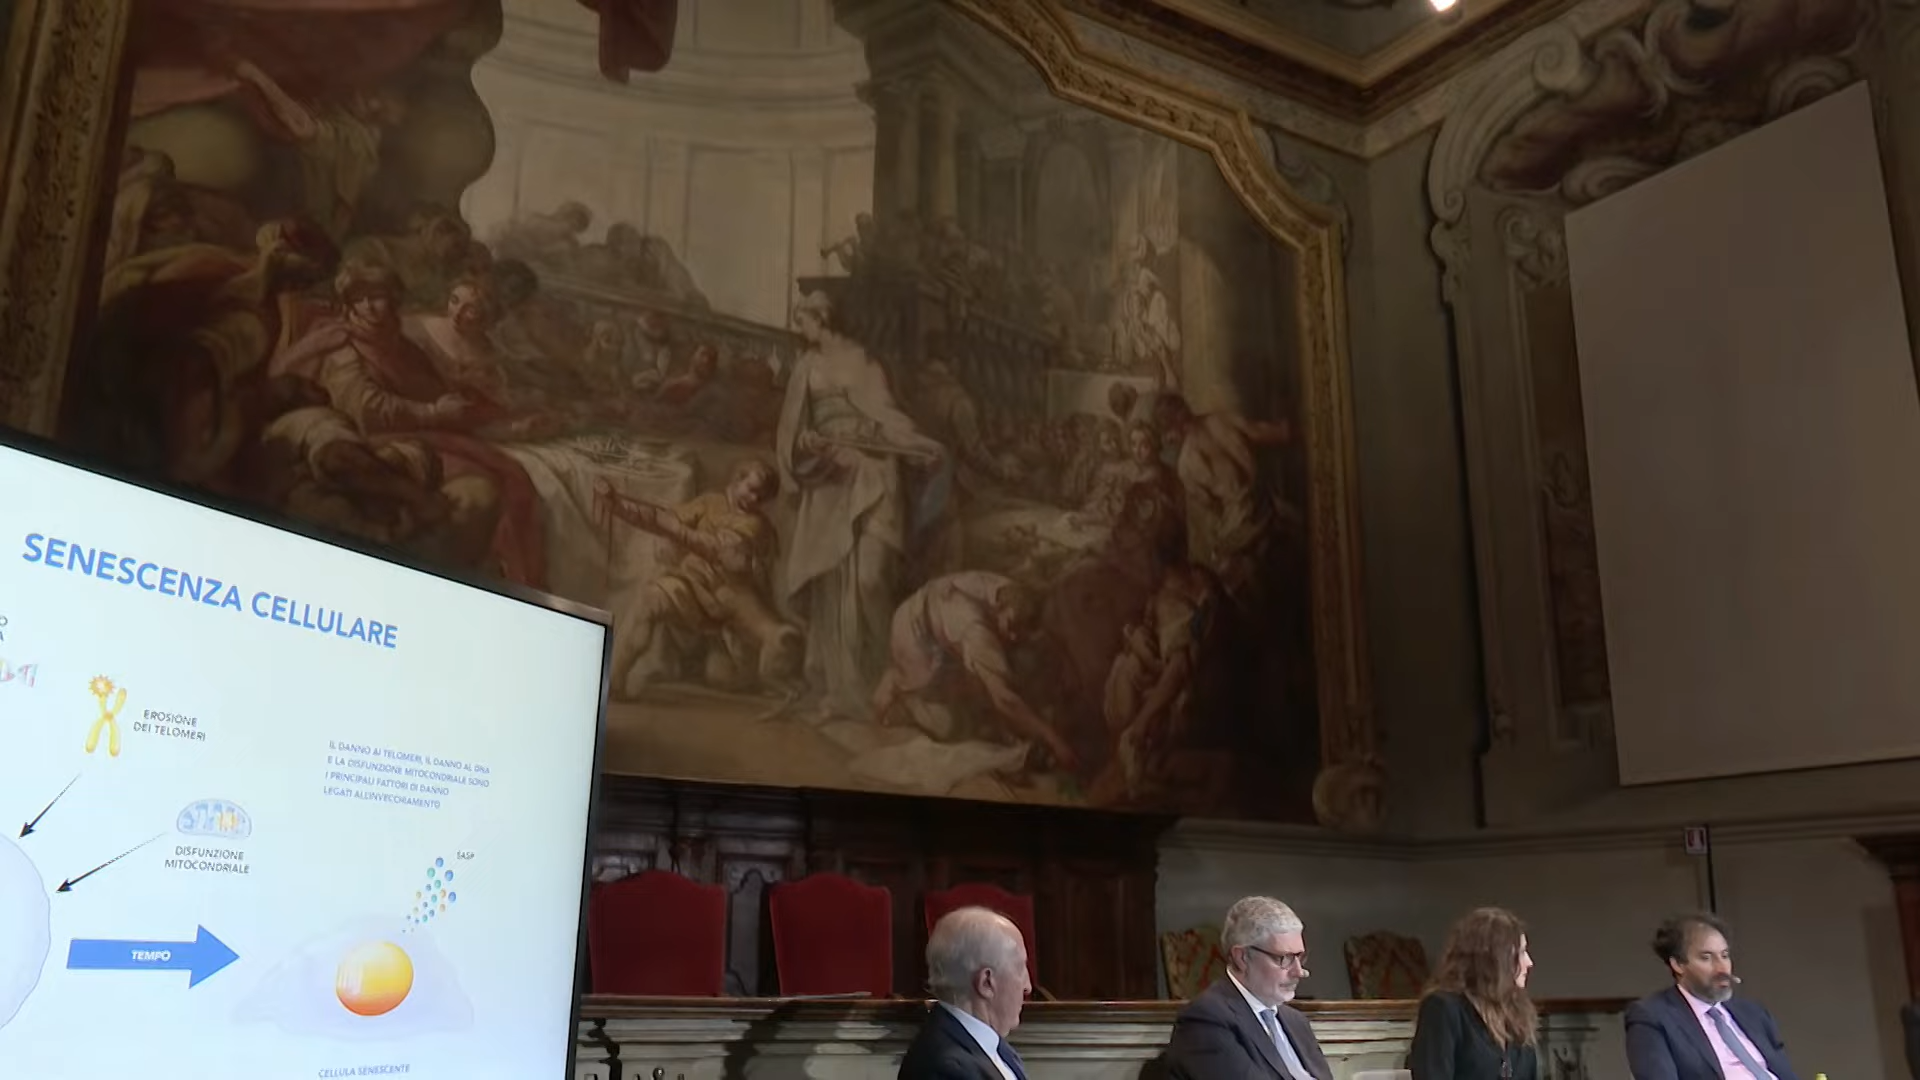 SENESCENZA CELLULARE
EROSIONE
DEI TELOMERI
IL DANNO AI TELOMERI, IL DANNO AL DNA
E LA DISFUNZIONE MITOCONDRIALE SONO
I PRINCIPALI FATTORI DI DANNO
LEGATI ALL'INVECCHIAMENTO
DISFUNZIONE
MITOCONDRIALE
TEMPO
CELLULA SENESCENTE